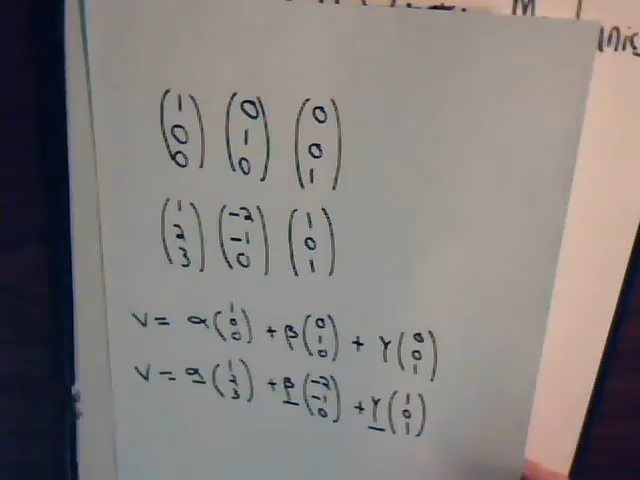 (1 0 0) (0 1 0) (0 0 1)
(1 2 3) (-2 -1 0) (1 0 1)
V = α (1 0 0) + β (0 1 0) + γ (0 0 1)
V = α (1 2 3) + β (-2 -1 0) + γ (1 0 1)
M